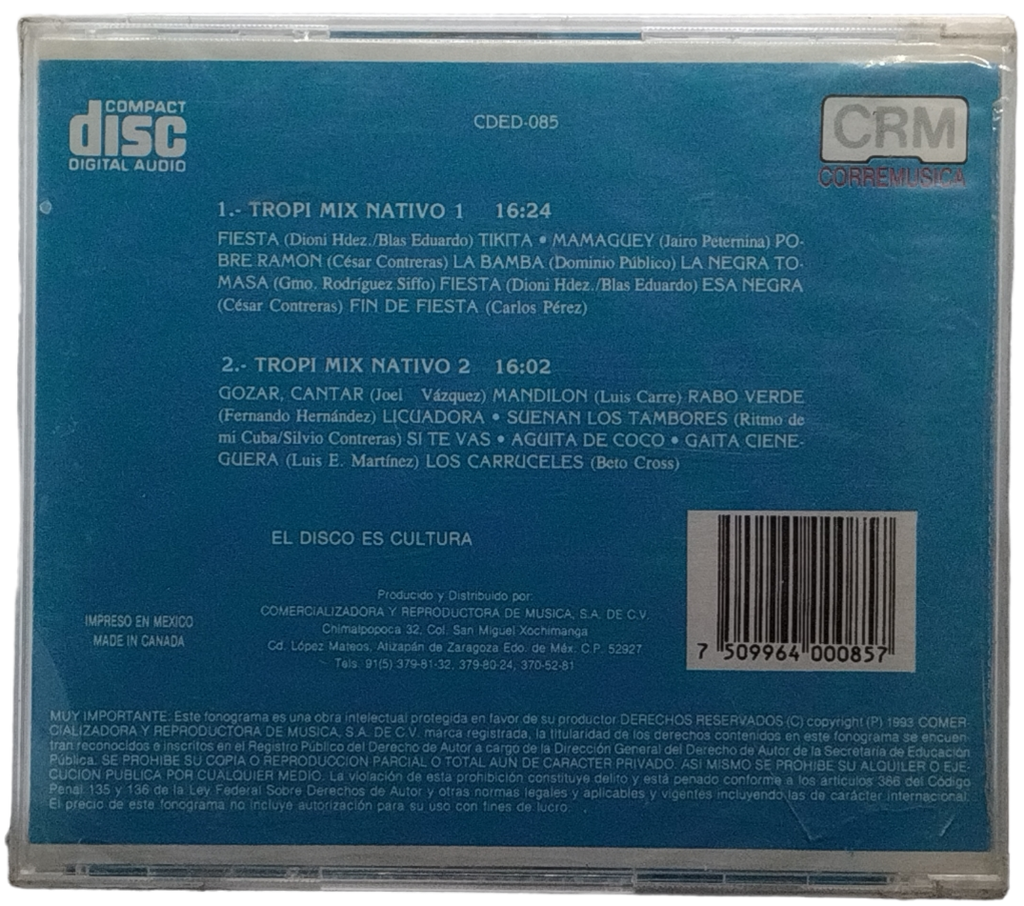 COMPACT
disc
DIGITAL AUDIO
CDED-085
CRM
CORREMUSICA
1.- TROPI MIX NATIVO 1 16:24
FIESTA (Dioni Hdez./Blas Eduardo) TIKITA • MAMAGUEY (Jairo Peternina) PO-
BRE RAMON (César Contreras) LA BAMBA (Dominio Público) LA NEGRA TO-
MASA (Gmo. Rodríguez Siffo) FIESTA (Dioni Hdez./Blas Eduardo) ESA NEGRA
(César Contreras) FIN DE FIESTA (Carlos Pérez)
2.- TROPI MIX NATIVO 2 16:02
GOZAR, CANTAR (Joel Vázquez) MANDILON (Luis Carre) RABO VERDE
(Fernando Hernández) LICUADORA • SUENAN LOS TAMBORES (Ritmo de
mi Cuba/Silvio Contreras) SI TE VAS • AGUITA DE COCO • GAITA CIENE-
GUERA (Luis E. Martínez) LOS CARRUCELES (Beto Cross)
EL DISCO ES CULTURA
Producido y Distribuido por:
COMERCIALIZADORA Y REPRODUCTORA DE MUSICA, S.A. DE C.V.
Chimalpopoca 32, Col. San Miguel Xochimanga
Cd. López Mateos, Atizapán de Zaragoza Edo. de Méx. C.P. 52927
Tels. 91(5) 379-81-32, 379-80-24, 370-52-81
IMPRESO EN MEXICO
MADE IN CANADA
7 509964 000857
MUY IMPORTANTE: Este fonograma es una obra intelectual protegida en favor de su productor DERECHOS RESERVADOS (C) copyright (P) 1993 COMER-
CIALIZADORA Y REPRODUCTORA DE MUSICA, S.A. DE C.V. marca registrada, la titularidad de los derechos contenidos en este fonograma se encuen-
tran reconocidos e inscritos en el Registro Público del Derecho de Autor a cargo de la Dirección General del Derecho de Autor de la Secretaría de Educación
Pública. SE PROHIBE SU COPIA O REPRODUCCION PARCIAL O TOTAL AUN DE CARACTER PRIVADO. ASI MISMO SE PROHIBE SU ALQUILER O EJE-
CUCION PUBLICA POR CUALQUIER MEDIO. La violación de esta prohibición constituye delito y está penado conforme a los artículos 386 del Código
Penal 135 y 136 de la Ley Federal Sobre Derechos de Autor y otras normas legales y aplicables y vigentes incluyendo las de carácter internacional.
El precio de este fonograma no incluye autorización para su uso con fines de lucro.